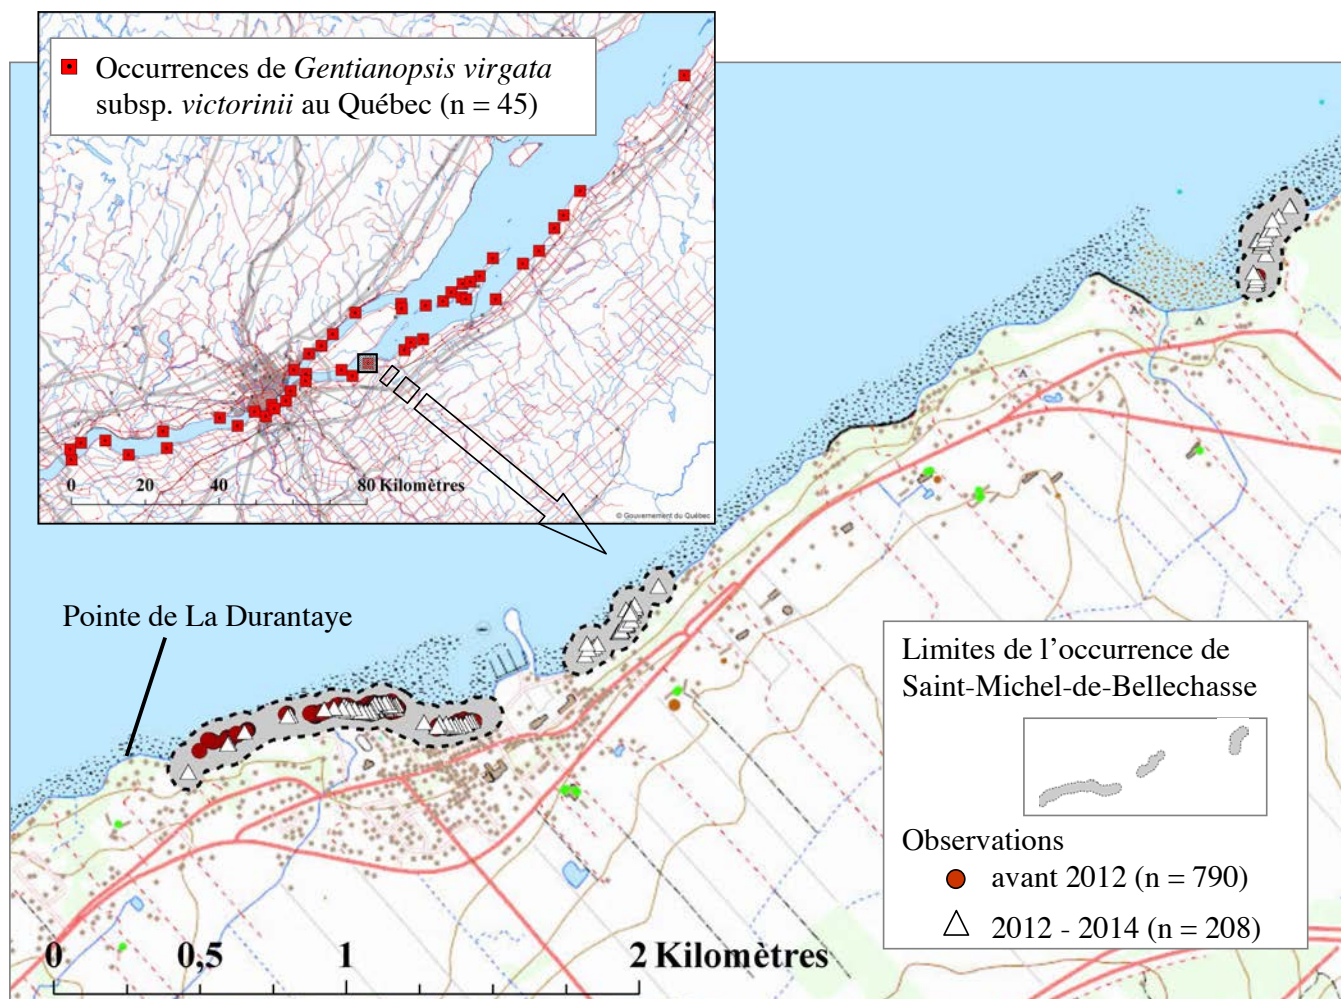 Occurrences de Gentianopsis virgata
subsp. victorinii au Québec (n = 45)
0 20 40 80 Kilomètres
© Gouvernement du Québec
Pointe de La Durantaye
Limites de l’occurrence de
Saint-Michel-de-Bellechasse
Observations
avant 2012 (n = 790)
2012 - 2014 (n = 208)
0 0,5 1 2 Kilomètres